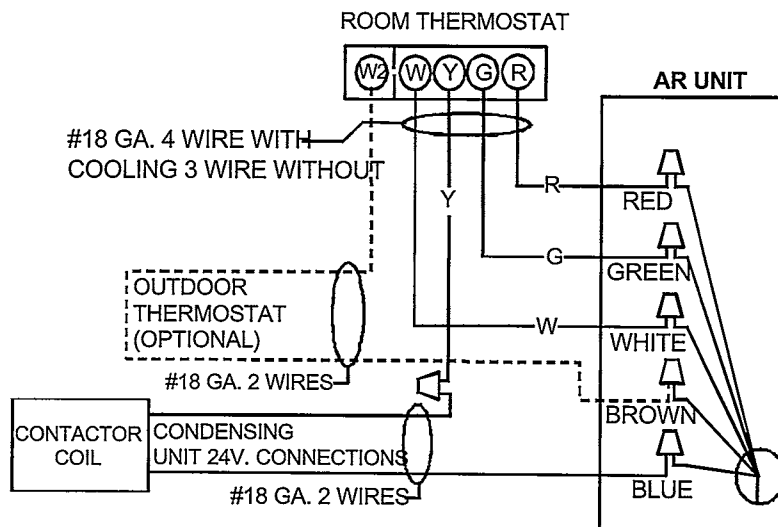 ROOM THERMOSTAT
W2 W Y G R
AR UNIT
#18 GA. 4 WIRE WITH
COOLING 3 WIRE WITHOUT
Y
R
RED
G
GREEN
OUTDOOR
THERMOSTAT
(OPTIONAL)
W
WHITE
#18 GA. 2 WIRES
BROWN
CONTACTOR
COIL
CONDENSING
UNIT 24V. CONNECTIONS
BLUE
#18 GA. 2 WIRES